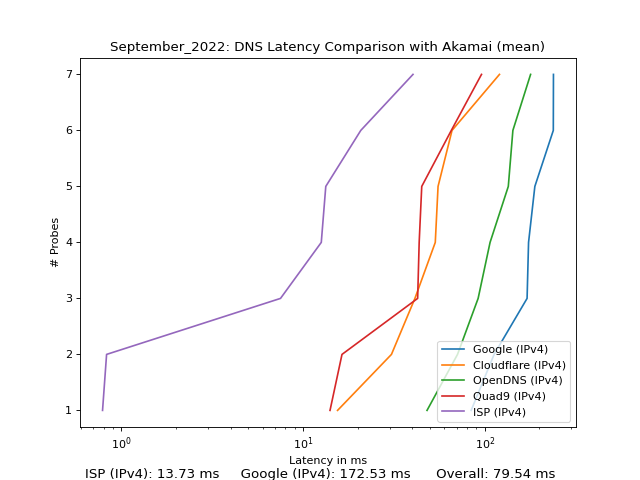 September_2022: DNS Latency Comparison with Akamai (mean)
# Probes
7
6
5
4
3
2
1
Google (IPv4)
Cloudflare (IPv4)
OpenDNS (IPv4)
Quad9 (IPv4)
ISP (IPv4)
10⁰ 10¹ 10²
Latency in ms
ISP (IPv4): 13.73 ms Google (IPv4): 172.53 ms Overall: 79.54 ms